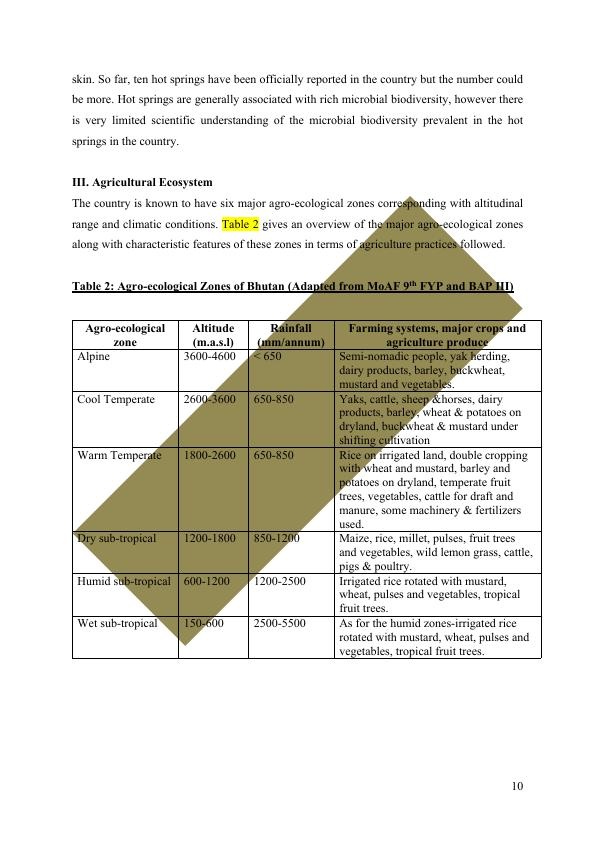 skin. So far, ten hot springs have been officially reported in the country but the number could
be more. Hot springs are generally associated with rich microbial biodiversity, however there
is very limited scientific understanding of the microbial biodiversity prevalent in the hot
springs in the country.
III. Agricultural Ecosystem
The country is known to have six major agro-ecological zones corresponding with altitudinal
range and climatic conditions. Table 2 gives an overview of the major agro-ecological zones
along with characteristic features of these zones in terms of agriculture practices followed.
Table 2: Agro-ecological Zones of Bhutan (Adapted from MoAF 9th FYP and BAP III)
Agro-ecological zone
Altitude (m.a.s.l)
Rainfall (mm/annum)
Farming systems, major crops and
agriculture produce
Alpine
3600-4600
< 650
Semi-nomadic people, yak herding,
dairy products, barley, buckwheat,
mustard and vegetables.
Cool Temperate
2600-3600
650-850
Yaks, cattle, sheep &horses, dairy
products, barley, wheat & potatoes on
dryland, buckwheat & mustard under
shifting cultivation
Warm Temperate
1800-2600
650-850
Rice on irrigated land, double cropping
with wheat and mustard, barley and
potatoes on dryland, temperate fruit
trees, vegetables, cattle for draft and
manure, some machinery & fertilizers
used.
Dry sub-tropical
1200-1800
850-1200
Maize, rice, millet, pulses, fruit trees
and vegetables, wild lemon grass, cattle,
pigs & poultry.
Humid sub-tropical
600-1200
1200-2500
Irrigated rice rotated with mustard,
wheat, pulses and vegetables, tropical
fruit trees.
Wet sub-tropical
150-600
2500-5500
As for the humid zones-irrigated rice
rotated with mustard, wheat, pulses and
vegetables, tropical fruit trees.
10